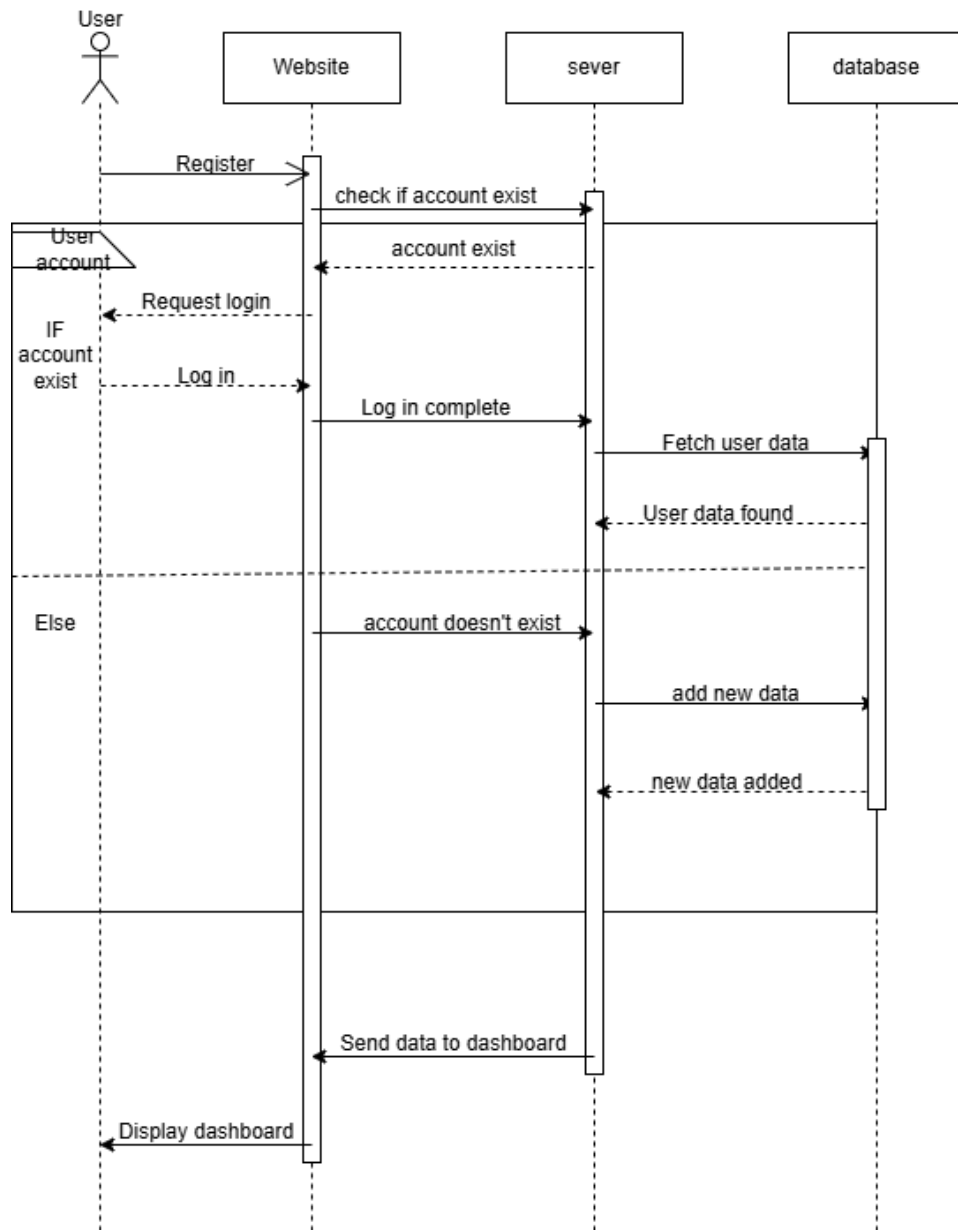 User
Website
sever
database
Register
check if account exist
User
account
account exist
Request login
IF
account
exist
Log in
Log in complete
Fetch user data
User data found
Else
account doesn't exist
add new data
new data added
Send data to dashboard
Display dashboard